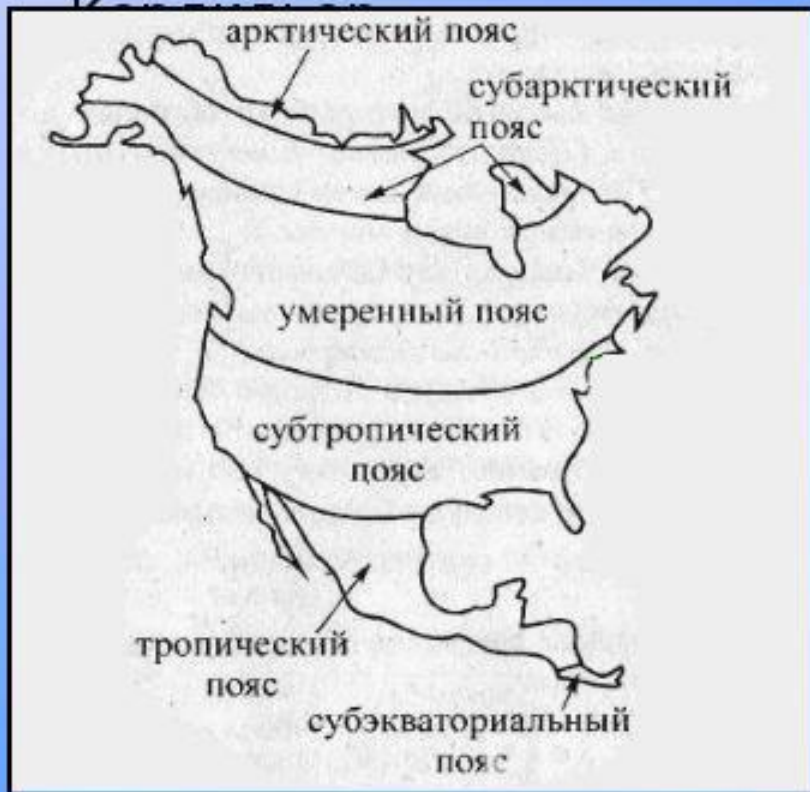 арктический пояс
субарктический
пояс
умеренный пояс
субтропический
пояс
тропический
пояс
субэкваториальный
пояс